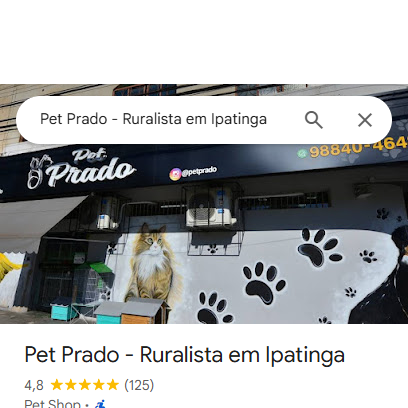 Pet Prado - Ruralista em Ipatinga
Pet
Prado
@petprado
98840-464
Pet Prado - Ruralista em Ipatinga
4,8 (125)
Pet Shop ·